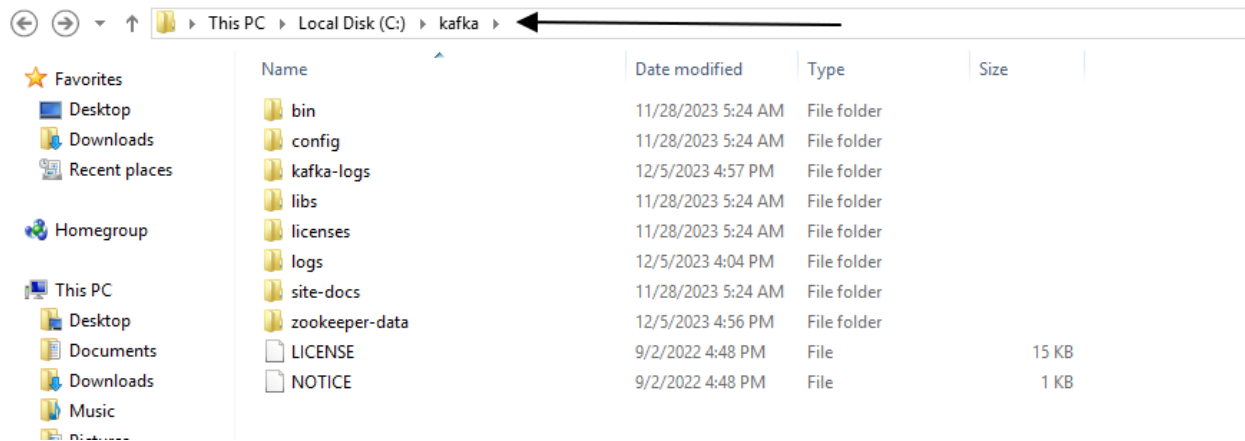 This PC Local Disk (C:) kafka
Name Date modified Type Size
Favorites
Desktop
Downloads
Recent places
Homegroup
This PC
Desktop
Documents
Downloads
Music
Pictures
bin 11/28/2023 5:24 AM File folder
config 11/28/2023 5:24 AM File folder
kafka-logs 12/5/2023 4:57 PM File folder
libs 11/28/2023 5:24 AM File folder
licenses 11/28/2023 5:24 AM File folder
logs 12/5/2023 4:04 PM File folder
site-docs 11/28/2023 5:24 AM File folder
zookeeper-data 12/5/2023 4:56 PM File folder
LICENSE 9/2/2022 4:48 PM File 15 KB
NOTICE 9/2/2022 4:48 PM File 1 KB